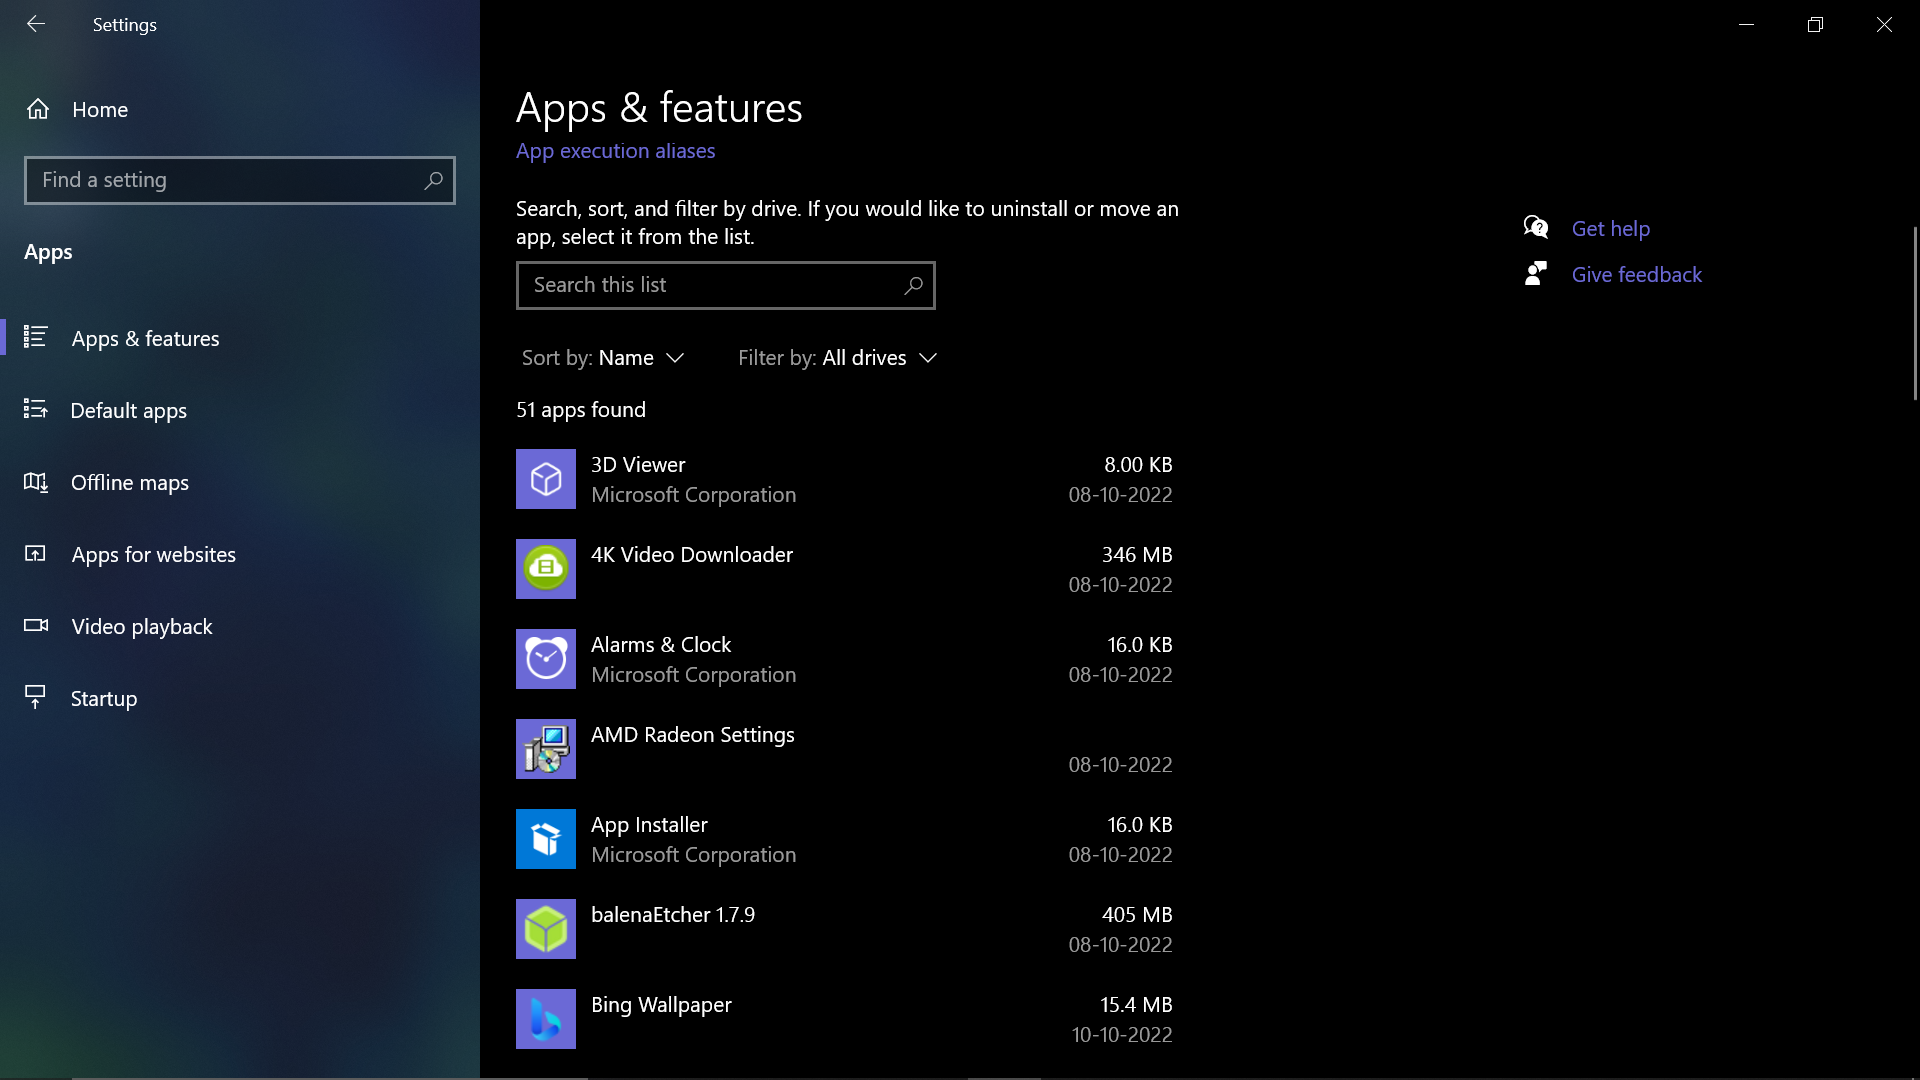 Settings
Home
Find a setting
Apps
Apps & features
Default apps
Offline maps
Apps for websites
Video playback
Startup
Apps & features
App execution aliases
Search, sort, and filter by drive. If you would like to uninstall or move an
app, select it from the list.
Search this list
Sort by: Name
Filter by: All drives
51 apps found
3D Viewer
8.00 KB
Microsoft Corporation
08-10-2022
4K Video Downloader
346 MB
08-10-2022
Alarms & Clock
16.0 KB
Microsoft Corporation
08-10-2022
AMD Radeon Settings
08-10-2022
App Installer
16.0 KB
Microsoft Corporation
08-10-2022
balenaEtcher 1.7.9
405 MB
08-10-2022
Bing Wallpaper
15.4 MB
10-10-2022
Get help
Give feedback